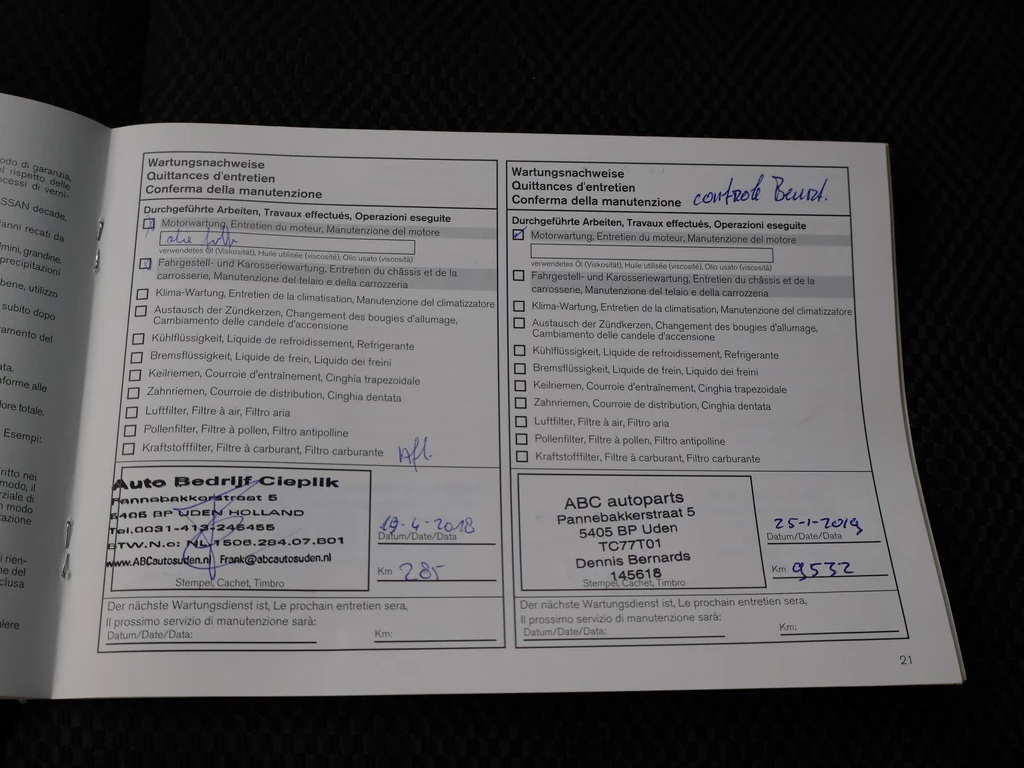 odo di garanzia,
el rispetto delle
ocessi di verni-
SSAN decade,
anni recati da
mini, grandine.
precipitazioni
bene, utilizzo
subito dopo
amento del
ata.
forme alle
lore totale.
Esempi:
ritto nei
modo, il
ziale di
n modo
tazione
i rien-
ne del
clusa
alere
Wartungsnachweise
Quittances d'entretien
Conferma della manutenzione
Durchgeführte Arbeiten, Travaux effectués, Operazioni eseguite
Motorwartung, Entretien du moteur, Manutenzione del motore
verwendetes Öl (Viskosität), Huile utilisée (viscosité), Olio usato (viscosità)
Fahrgestell- und Karosseriewartung, Entretien du châssis et de la
carrosserie, Manutenzione del telaio e della carrozzeria
Klima-Wartung, Entretien de la climatisation, Manutenzione del climatizzatore
Austausch der Zündkerzen, Changement des bougies d'allumage,
Cambiamento delle candele d'accensione
Kühlflüssigkeit, Liquide de refroidissement, Refrigerante
Bremsflüssigkeit, Liquide de frein, Liquido dei freini
Keilriemen, Courroie d'entraînement, Cinghia trapezoidale
Zahnriemen, Courroie de distribution, Cinghia dentata
Luftfilter, Filtre à air, Filtro aria
Pollenfilter, Filtre à pollen, Filtro antipolline
Kraftstofffilter, Filtre à carburant, Filtro carburante Afl.
Auto Bedrijf Cieplik
Pannebakkerstraat 5
5405 BP UDEN HOLLAND
Tel.0031-413-245455
BTW.N.o: NL 1506.284.07.B01
www.ABCautosuden.nl Frank@abcautosuden.nl
Stempel, Cachet, Timbro
19-4-2018
Datum/Date/Data
Km 285
Der nächste Wartungsdienst ist, Le prochain entretien sera,
Il prossimo servizio di manutenzione sarà:
Datum/Date/Data: Km:
Wartungsnachweise
Quittances d'entretien
Conferma della manutenzione controle Beurt.
Durchgeführte Arbeiten, Travaux effectués, Operazioni eseguite
Motorwartung, Entretien du moteur, Manutenzione del motore
verwendetes Öl (Viskosität), Huile utilisée (viscosité), Olio usato (viscosità)
Fahrgestell- und Karosseriewartung, Entretien du châssis et de la
carrosserie, Manutenzione del telaio e della carrozzeria
Klima-Wartung, Entretien de la climatisation, Manutenzione del climatizzatore
Austausch der Zündkerzen, Changement des bougies d'allumage,
Cambiamento delle candele d'accensione
Kühlflüssigkeit, Liquide de refroidissement, Refrigerante
Bremsflüssigkeit, Liquide de frein, Liquido dei freini
Keilriemen, Courroie d'entraînement, Cinghia trapezoidale
Zahnriemen, Courroie de distribution, Cinghia dentata
Luftfilter, Filtre à air, Filtro aria
Pollenfilter, Filtre à pollen, Filtro antipolline
Kraftstofffilter, Filtre à carburant, Filtro carburante
ABC autoparts
Pannebakkerstraat 5
5405 BP Uden
TC77T01
Dennis Bernards
145618
Stempel, Cachet, Timbro
25-1-2019
Datum/Date/Data
Km 9532
Der nächste Wartungsdienst ist, Le prochain entretien sera,
Il prossimo servizio di manutenzione sarà:
Datum/Date/Data: Km:
21